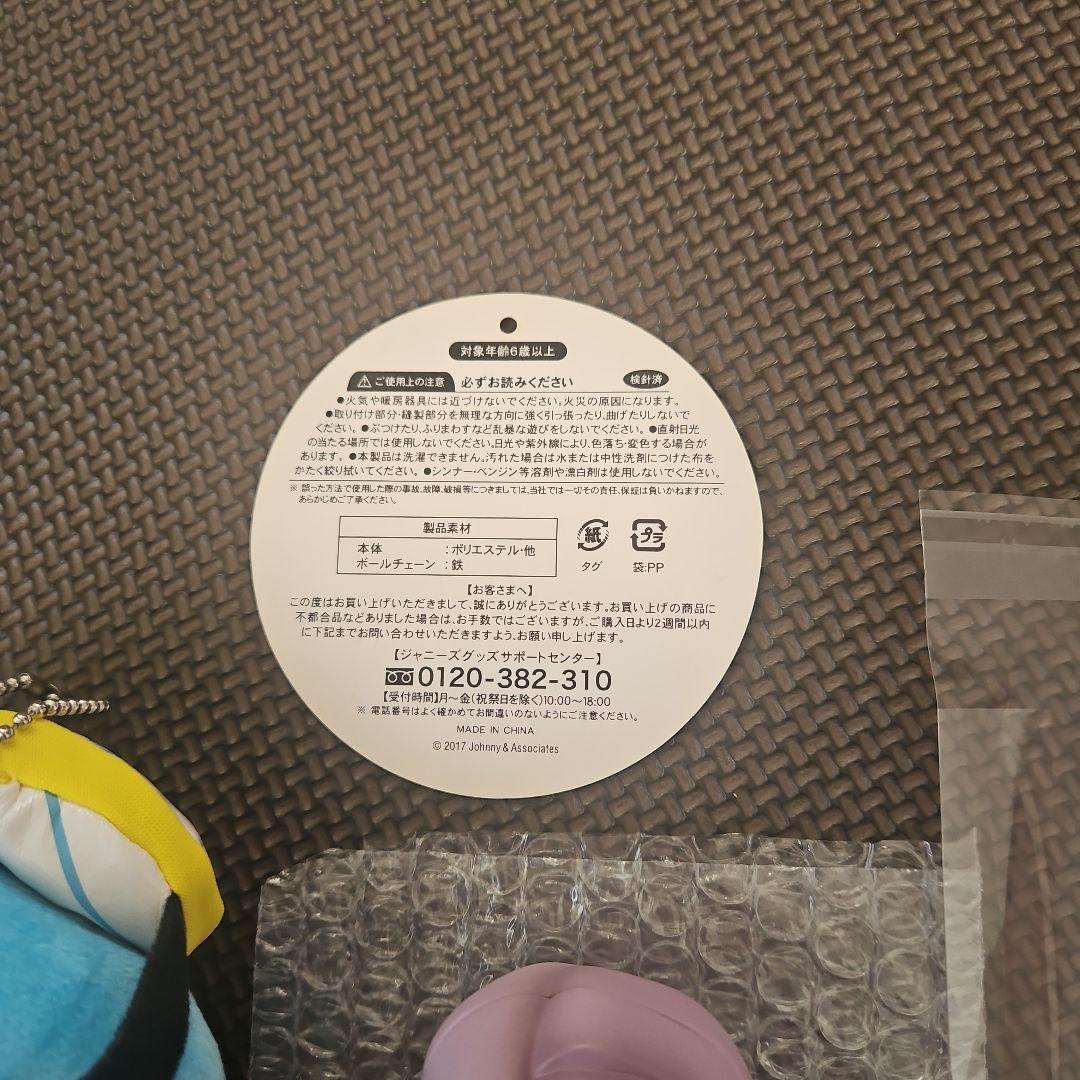 対象年齢6歳以上
⚠ご使用上の注意 必ずお読みください 検針済
●火気や暖房器具には近づけないでください。火災の原因になります。
●取り付け部分・縫製部分を無理な方向に強く引っ張ったり、曲げたりしないで
ください。●ぶつけたり、ふりまわすなど乱暴な遊びをしないでください。●直射日光
の当たる場所では使用しないでください。日光や紫外線により、色落ち・変色する場合が
あります。●本製品は洗濯できません。汚れた場合は水または中性洗剤につけた布を
かたく絞り拭いてください。●シンナー・ベンジン等溶剤や漂白剤は使用しないでください。
※ 誤った方法で使用した際の事故、故障、破損等につきましては、当社では一切その責任、保証は負いかねますので、
あらかじめご了承ください。
製品素材
本体 :ポリエステル・他
ボールチェーン :鉄
紙
タグ
プラ
袋:PP
【お客さまへ】
この度はお買い上げいただきまして、誠にありがとうございます。お買い上げの商品に
不都合品などありました場合は、お手数ではございますが、ご購入日より2週間以内
に下記までお問い合わせいただきますよう、お願い申し上げます。
【ジャニーズグッズサポートセンター】
0120-382-310
【受付時間】月〜金(祝祭日を除く)10:00〜18:00
※ 電話番号はよく確かめてお間違いのないようにご注意ください。
MADE IN CHINA
© 2017 Johnny & Associates